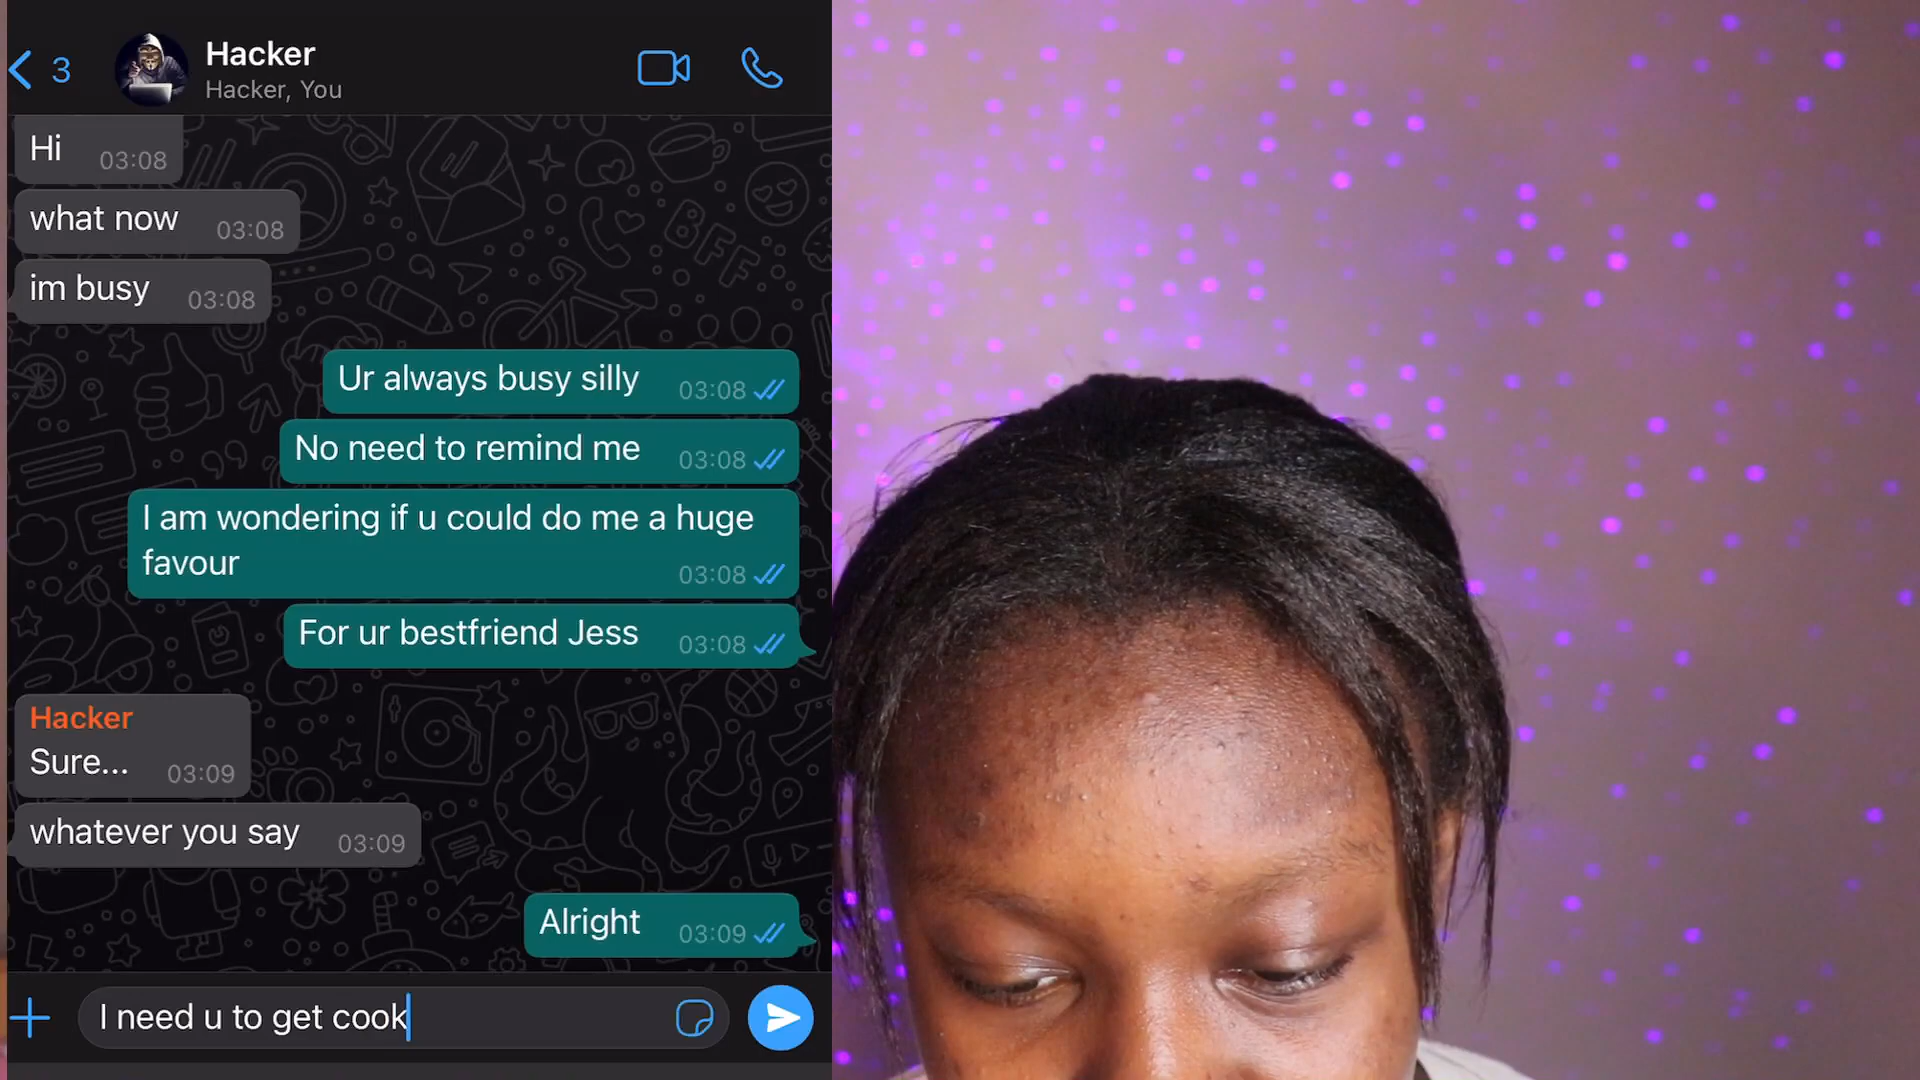 3
Hacker
Hacker, You
Hi 03:08
what now 03:08
im busy 03:08
Ur always busy silly 03:08
No need to remind me 03:08
I am wondering if u could do me a huge
favour 03:08
For ur bestfriend Jess 03:08
Hacker
Sure... 03:09
whatever you say 03:09
Alright 03:09
I need u to get cook